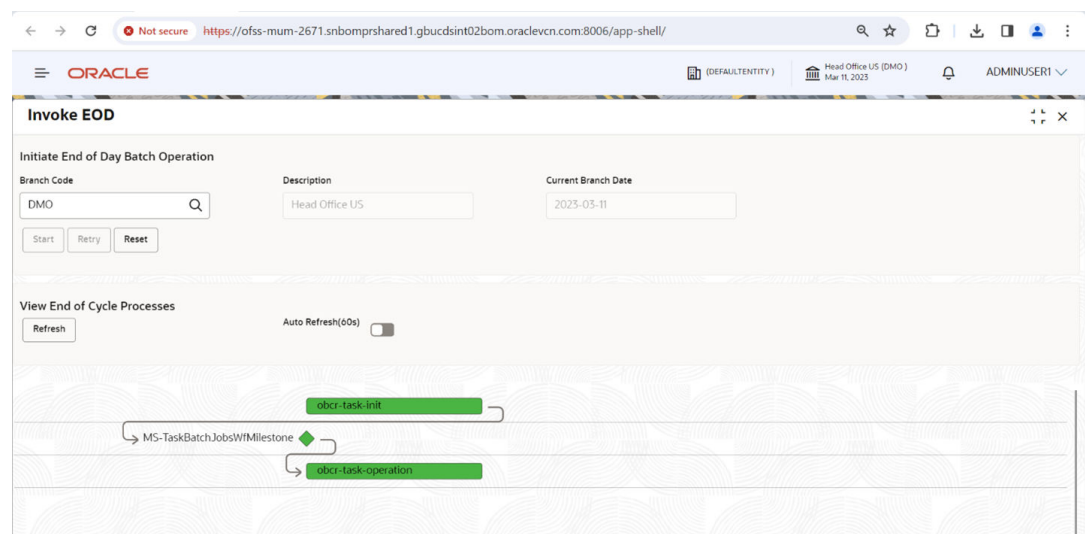 Not secure https://ofss-mum-2671.snbomprshared1.gbucdsint02bom.oraclevcn.com:8006/app-shell/
ORACLE (DEFAULTENTITY) Head Office US (DMO) ADMINUSER1
Mar 11, 2023
Invoke EOD
Initiate End of Day Batch Operation
Branch Code Description Current Branch Date
DMO Head Office US 2023-03-11
Start Retry Reset
View End of Cycle Processes
Refresh Auto Refresh(60s)
obcr-task-init
MS-TaskBatchJobsWfMilestone
obcr-task-operation